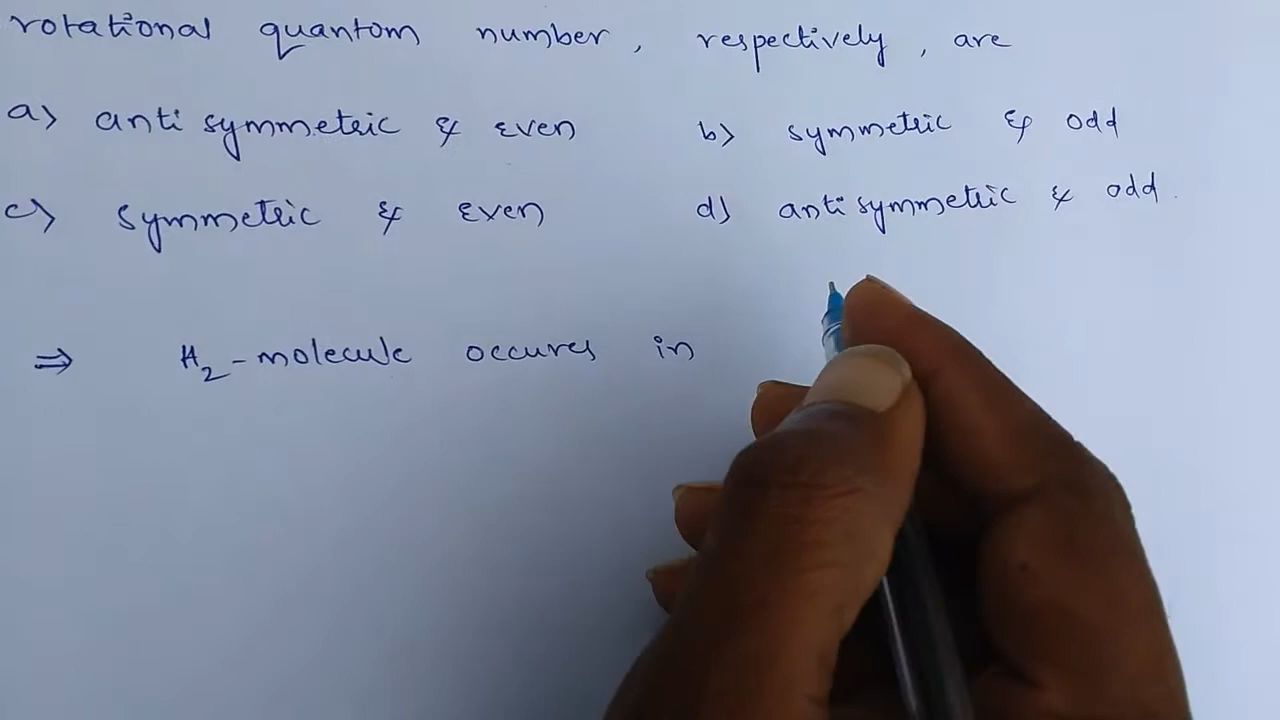 rotational quantom number, respectively, are
a) anti symmetric & even b) symmetric & odd
c) symmetric & even d) anti symmetric & odd.
⇒ H₂-molecule occures in